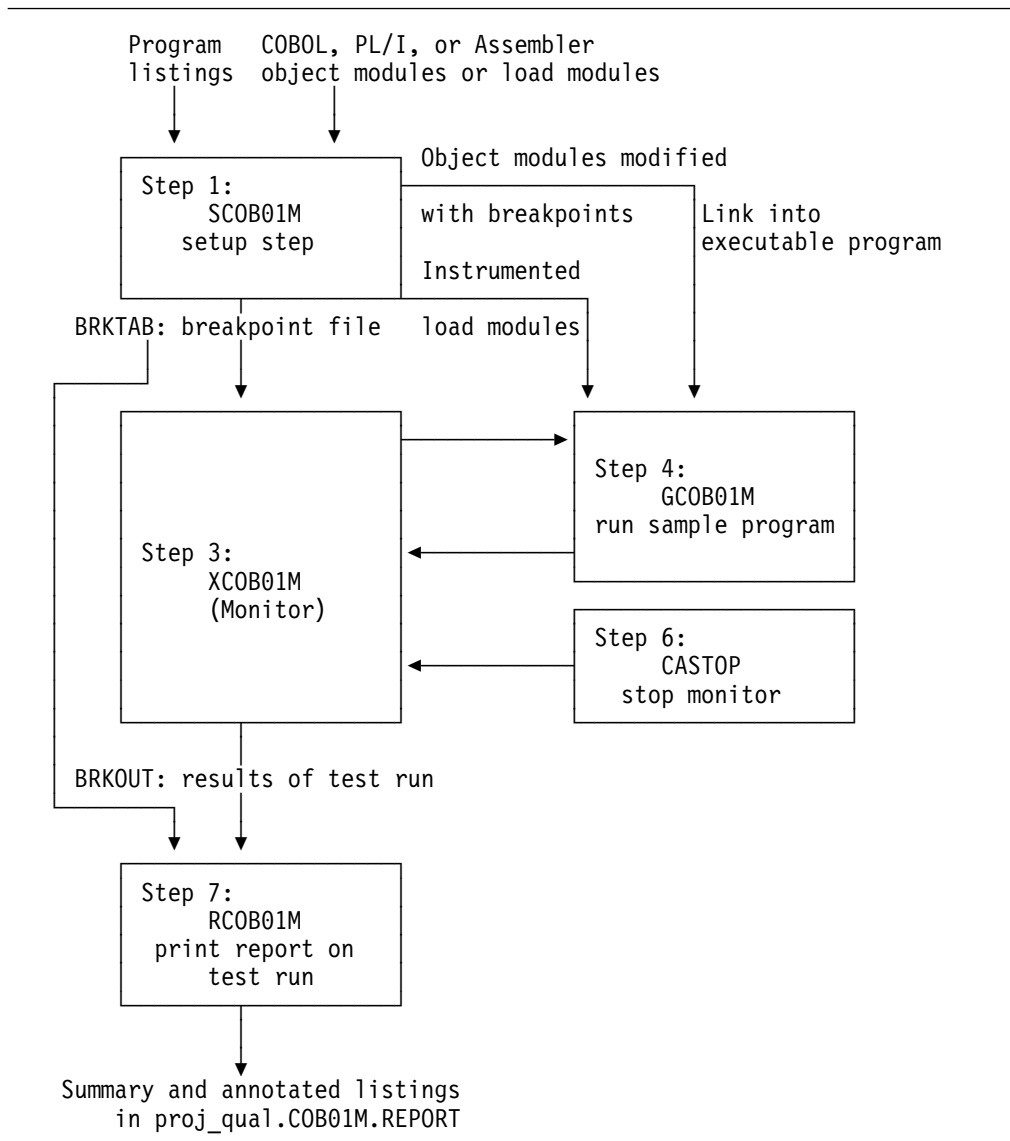 Program COBOL, PL/I, or Assembler
listings object modules or load modules
Object modules modified
Step 1:
SCOB01M
setup step
with breakpoints
Link into
executable program
Instrumented
BRKTAB: breakpoint file
load modules
Step 4:
GCOB01M
run sample program
Step 3:
XCOB01M
(Monitor)
Step 6:
CASTOP
stop monitor
BRKOUT: results of test run
Step 7:
RCOB01M
print report on
test run
Summary and annotated listings
in proj_qual.COB01M.REPORT